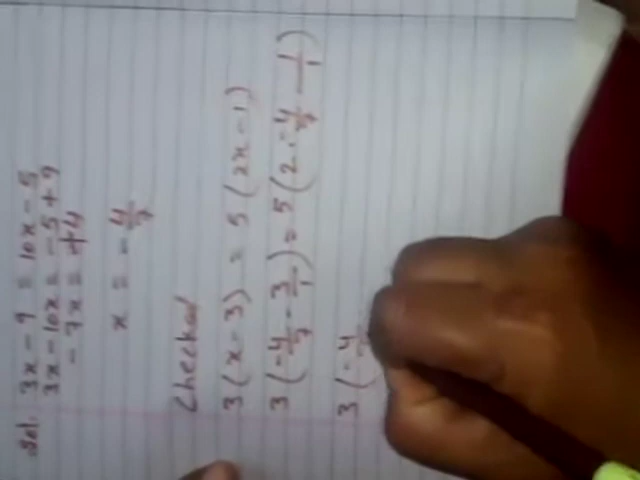 Sol. 3x - 9 = 10x - 5
3x - 10x = -5 + 9
-7x = +4
x = -4/7
Checked
3(x - 3) = 5(2x - 1)
3(-4/7 - 3/1) = 5(2.-4/7 - 1/1)
3(-4